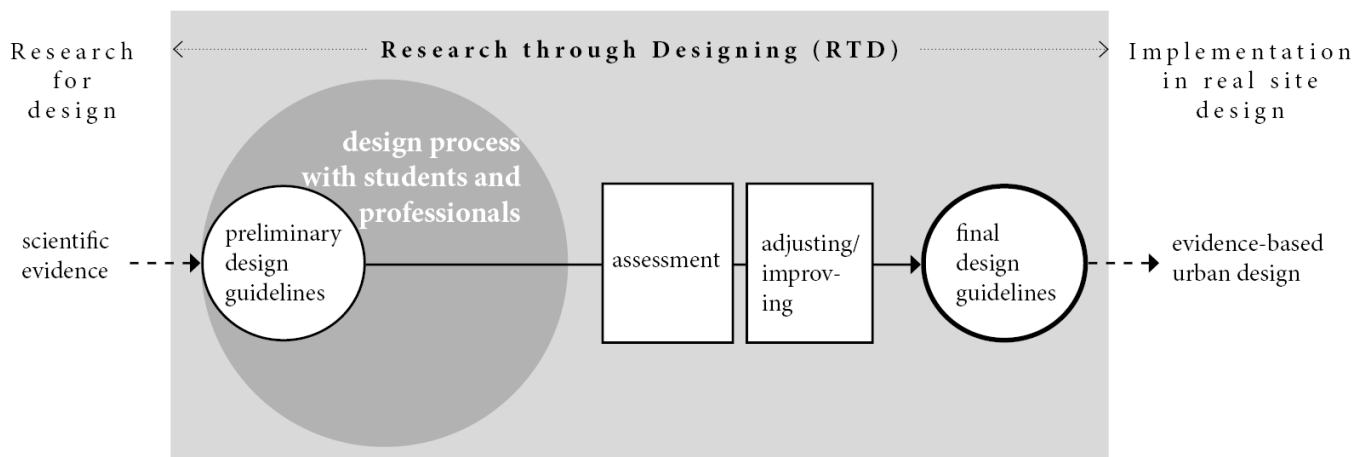 Research
for
design
Research through Designing (RTD)
Implementation
in real site
design
design process
with students and
professionals
scientific
evidence
preliminary
design
guidelines
assessment
adjusting/
improv-
ing
final
design
guidelines
evidence-based
urban design